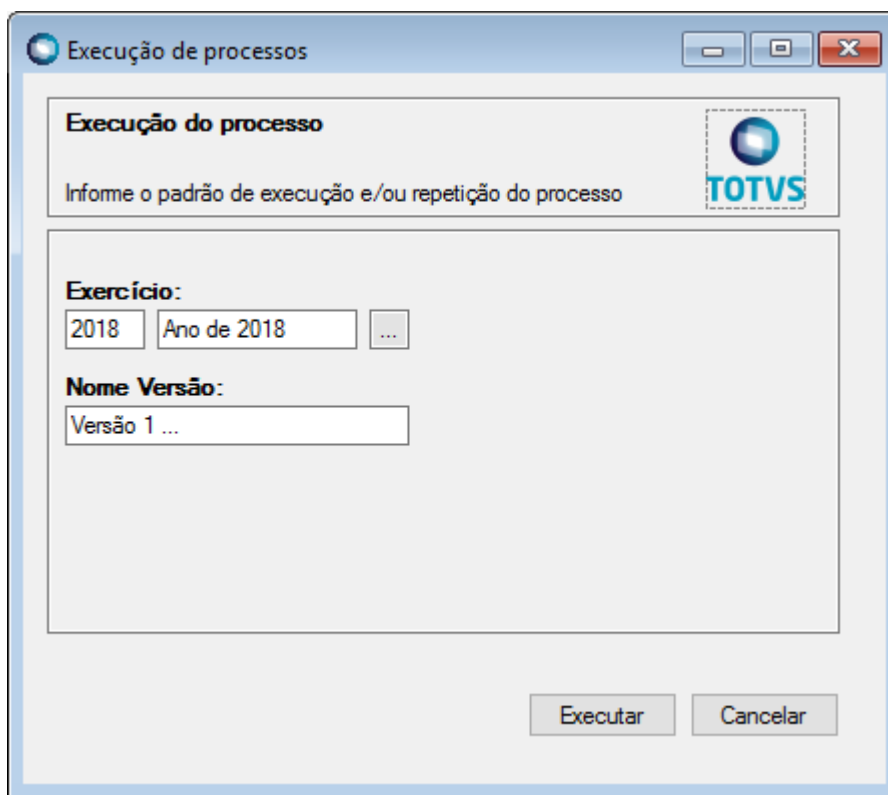 Execução de processos
Execução do processo
Informe o padrão de execução e/ou repetição do processo
TOTVS
Exercício:
2018 Ano de 2018 ...
Nome Versão:
Versão 1 ...
Executar Cancelar